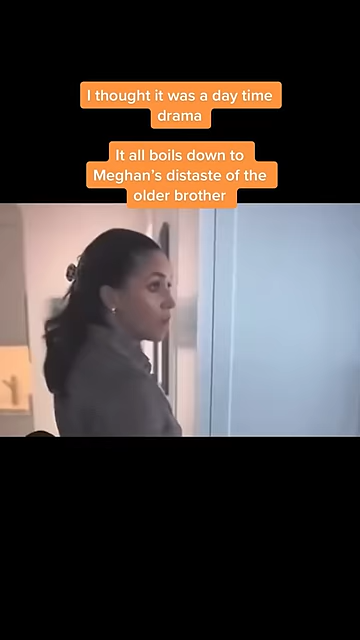 I thought it was a day time
drama
It all boils down to
Meghan's distaste of the
older brother